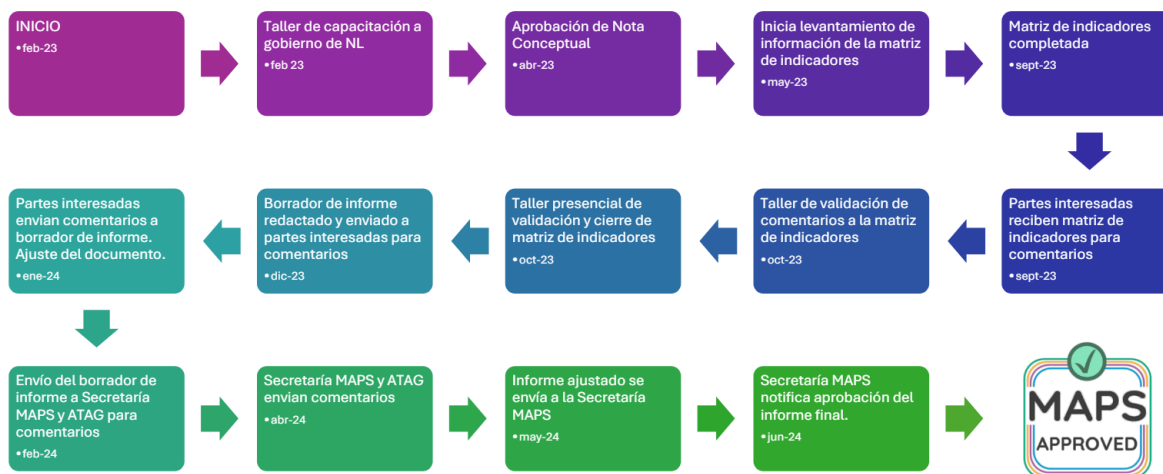 INICIO
•feb-23
Taller de capacitación a
gobierno de NL
•feb 23
Aprobación de Nota
Conceptual
•abr-23
Inicia levantamiento de
información de la matriz
de indicadores
•may-23
Matriz de indicadores
completada
•sept-23
Partes interesadas
reciben matriz de
indicadores para
comentarios
•sept-23
Taller de validación de
comentarios a la matriz
de indicadores
•oct-23
Taller presencial de
validación y cierre de
matriz de indicadores
•oct-23
Borrador de informe
redactado y enviado a
partes interesadas para
comentarios
•dic-23
Partes interesadas
envian comentarios a
borrador de informe.
Ajuste del documento.
•ene-24
Envío del borrador de
informe a Secretaría
MAPS y ATAG para
comentarios
•feb-24
Secretaría MAPS y ATAG
envian comentarios
•abr-24
Informe ajustado se
envía a la Secretaría
MAPS
•may-24
Secretaría MAPS
notifica aprobación del
informe final.
•jun-24
MAPS
APPROVED